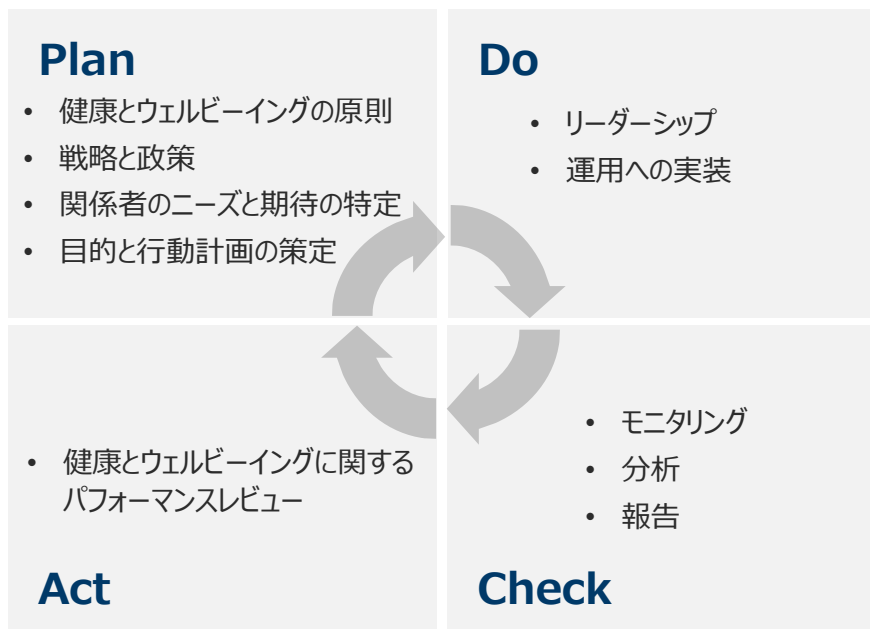 Plan
• 健康とウェルビーイングの原則
• 戦略と政策
• 関係者のニーズと期待の特定
• 目的と行動計画の策定
Do
• リーダーシップ
• 運用への実装
• 健康とウェルビーイングに関する
パフォーマンスレビュー
Act
• モニタリング
• 分析
• 報告
Check